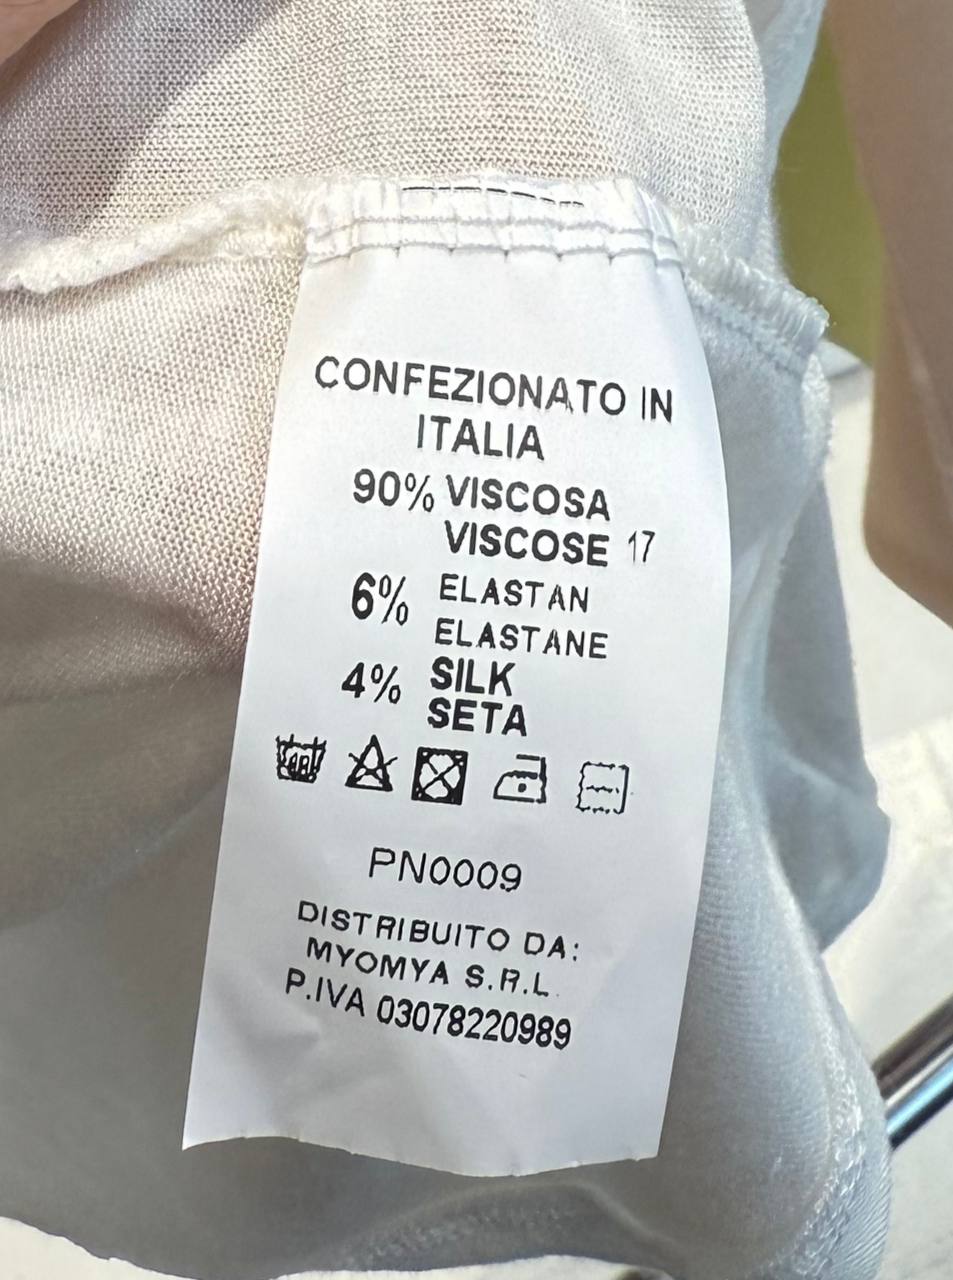 CONFEZIONATO IN
ITALIA
90% VISCOSA
VISCOSE 17
6% ELASTAN
ELASTANE
4% SILK
SETA
PN0009
DISTRIBUITO DA:
MYOMYA S.R.L.
P.IVA 03078220989